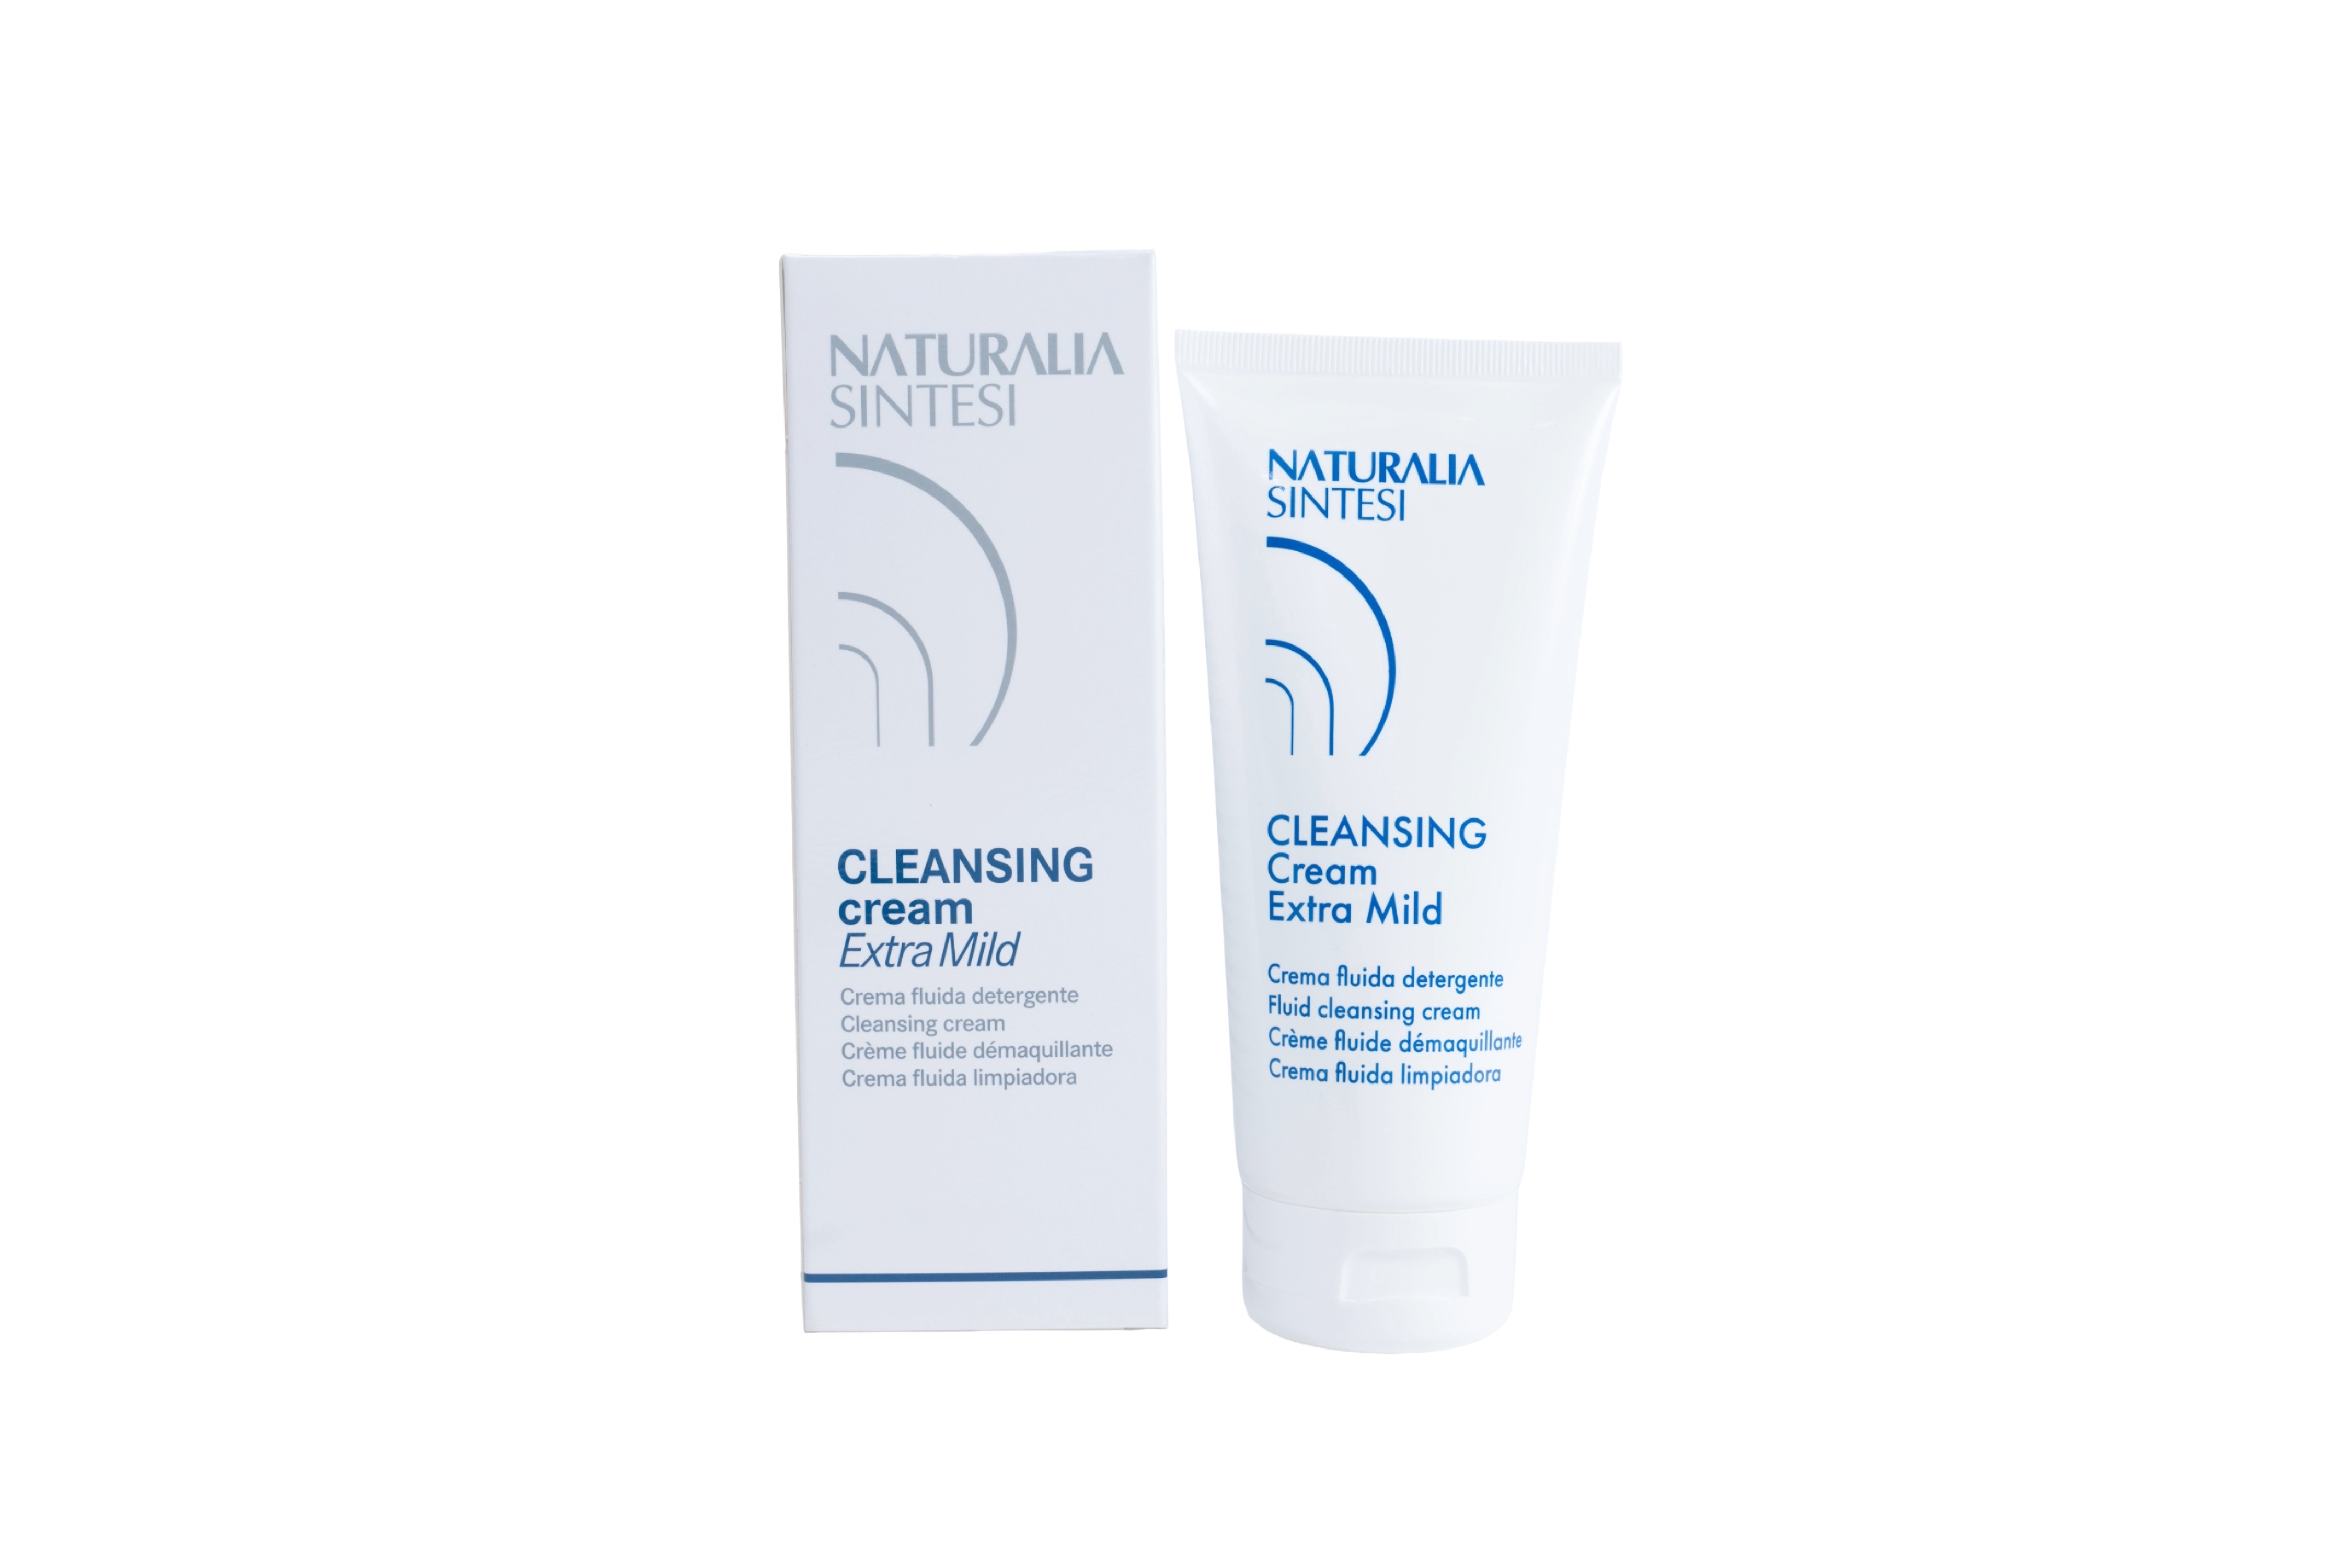 NATURALIA
SINTESI
CLEANSING
cream
Extra Mild
Crema fluida detergente
Cleansing cream
Crème fluide démaquillante
Crema fluida limpiadora
NATURALIA
SINTESI
CLEANSING
Cream
Extra Mild
Crema fluida detergente
Fluid cleansing cream
Crème fluide démaquillante
Crema fluida limpiadora